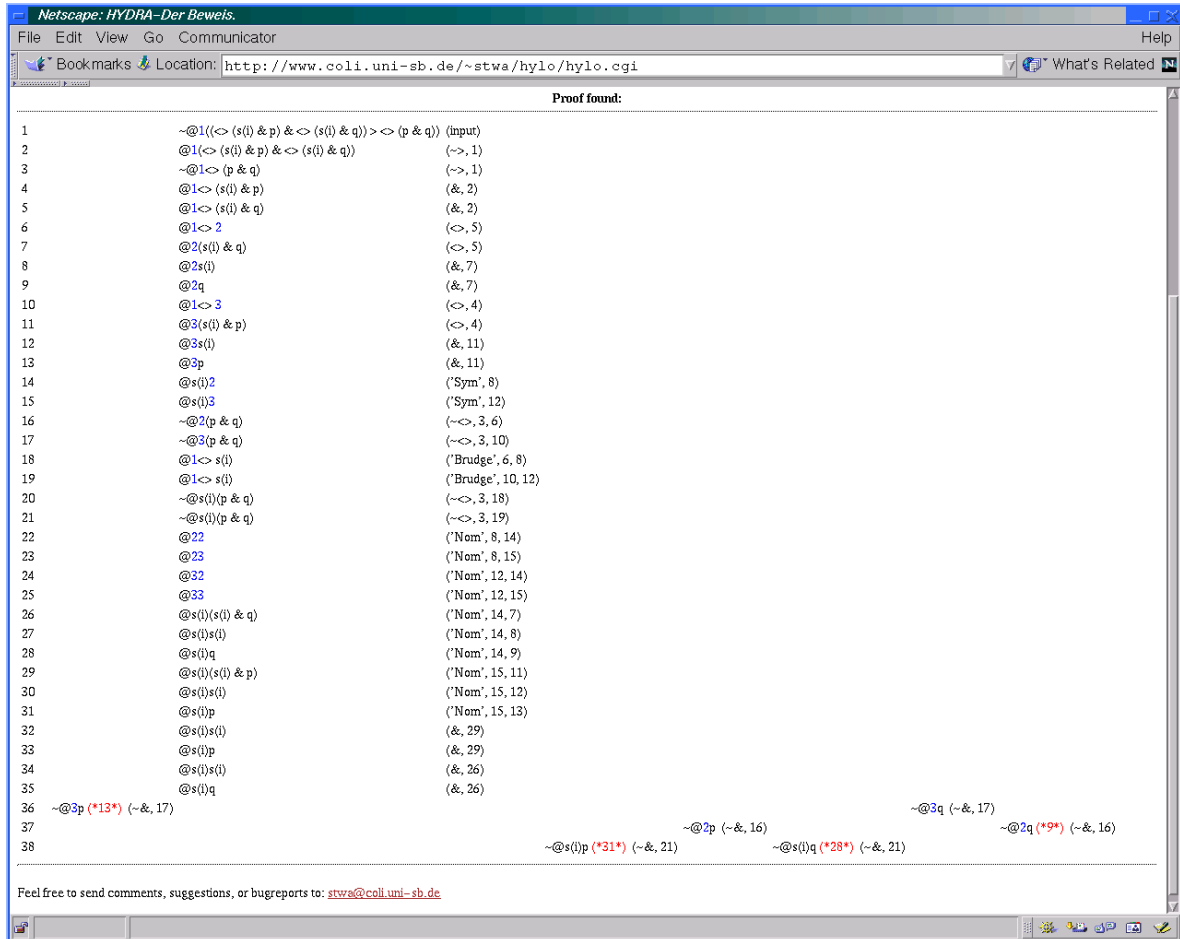 Netscape: HYDRA-Der Beweis.
File Edit View Go Communicator Help
Bookmarks Location: http://www.coli.uni-sb.de/~stwa/hylo/hylo.cgi What's Related N
Proof found:
1 ~@1((<> (s(i) & p) & <> (s(i) & q)) > <> (p & q)) (input)
2 @1(<> (s(i) & p) & <> (s(i) & q)) (~>, 1)
3 ~@1<> (p & q) (~>, 1)
4 @1<> (s(i) & p) (&, 2)
5 @1<> (s(i) & q) (&, 2)
6 @1<> 2 (<>, 5)
7 @2(s(i) & q) (<>, 5)
8 @2s(i) (&, 7)
9 @2q (&, 7)
10 @1<> 3 (<>, 4)
11 @3(s(i) & p) (<>, 4)
12 @3s(i) (&, 11)
13 @3p (&, 11)
14 @s(i)2 ('Sym', 8)
15 @s(i)3 ('Sym', 12)
16 ~@2(p & q) (~<>, 3, 6)
17 ~@3(p & q) (~<>, 3, 10)
18 @1<> s(i) ('Brudge', 6, 8)
19 @1<> s(i) ('Brudge', 10, 12)
20 ~@s(i)(p & q) (~<>, 3, 18)
21 ~@s(i)(p & q) (~<>, 3, 19)
22 @22 ('Nom', 8, 14)
23 @23 ('Nom', 8, 15)
24 @32 ('Nom', 12, 14)
25 @33 ('Nom', 12, 15)
26 @s(i)(s(i) & q) ('Nom', 14, 7)
27 @s(i)s(i) ('Nom', 14, 8)
28 @s(i)q ('Nom', 14, 9)
29 @s(i)(s(i) & p) ('Nom', 15, 11)
30 @s(i)s(i) ('Nom', 15, 12)
31 @s(i)p ('Nom', 15, 13)
32 @s(i)s(i) (&, 29)
33 @s(i)p (&, 29)
34 @s(i)s(i) (&, 26)
35 @s(i)q (&, 26)
36 ~@3p (*13*) (~&, 17) ~@3q (~&, 17)
37 ~@2p (~&, 16) ~@2q (*9*) (~&, 16)
38 ~@s(i)p (*31*) (~&, 21) ~@s(i)q (*28*) (~&, 21)
Feel free to send comments, suggestions, or bugreports to: stwa@coli.uni-sb.de